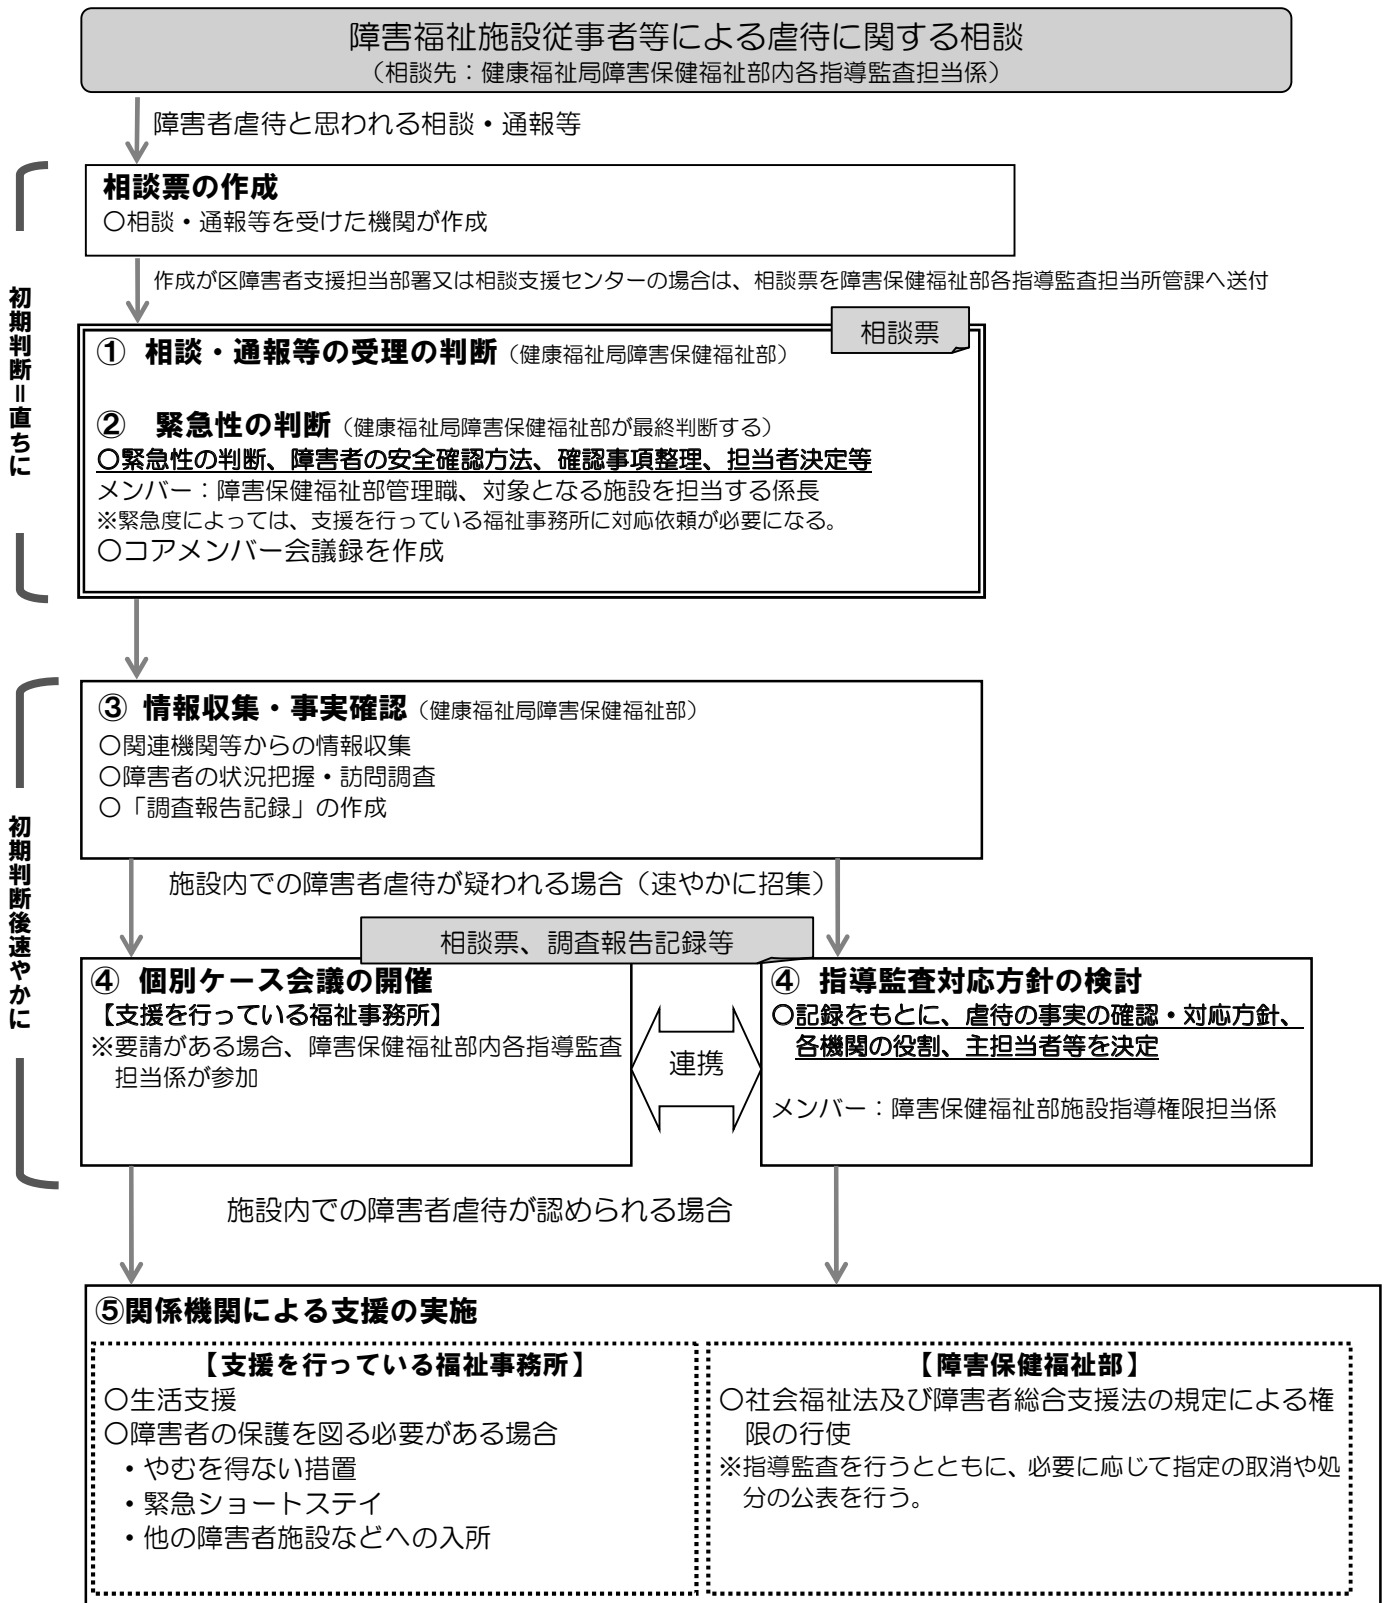 障害福祉施設従事者等による虐待に関する相談
（相談先：健康福祉局障害保健福祉部内各指導監査担当係）
障害者虐待と思われる相談・通報等
初期判断＝直ちに
相談票の作成
○相談・通報等を受けた機関が作成
作成が区障害者支援担当部署又は相談支援センターの場合は、相談票を障害保健福祉部各指導監査担当所管課へ送付
相談票
① 相談・通報等の受理の判断（健康福祉局障害保健福祉部）
② 緊急性の判断（健康福祉局障害保健福祉部が最終判断する）
○緊急性の判断、障害者の安全確認方法、確認事項整理、担当者決定等
メンバー：障害保健福祉部管理職、対象となる施設を担当する係長
※緊急度によっては、支援を行っている福祉事務所に対応依頼が必要になる。
○コアメンバー会議録を作成
初期判断後速やかに
③ 情報収集・事実確認（健康福祉局障害保健福祉部）
○関連機関等からの情報収集
○障害者の状況把握・訪問調査
○「調査報告記録」の作成
施設内での障害者虐待が疑われる場合（速やかに招集）
相談票、調査報告記録等
④ 個別ケース会議の開催
【支援を行っている福祉事務所】
※要請がある場合、障害保健福祉部内各指導監査
担当係が参加
連携
④ 指導監査対応方針の検討
○記録をもとに、虐待の事実の確認・対応方針、
各機関の役割、主担当者等を決定
メンバー：障害保健福祉部施設指導権限担当係
施設内での障害者虐待が認められる場合
⑤関係機関による支援の実施
【支援を行っている福祉事務所】
○生活支援
○障害者の保護を図る必要がある場合
・やむを得ない措置
・緊急ショートステイ
・他の障害者施設などへの入所
【障害保健福祉部】
○社会福祉法及び障害者総合支援法の規定による権
限の行使
※指導監査を行うとともに、必要に応じて指定の取消や処
分の公表を行う。